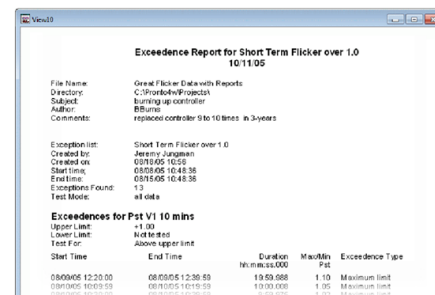 View10
Exceedence Report for Short Term Flicker over 1.0
10/11/05
File Name: Great Flicker Data with Reports
Directory: C:\Pronto4w\Projects\
Subject: burning up controller
Author: BBurns
Comments: replaced controller 9 to 10 times in 3-years
Exception list: Short Term Flicker over 1.0
Created by: Jeremy Jungman
Created on: 08/18/05 10:56
Start time: 08/08/05 10:48:36
End time: 08/15/05 10:48:36
Exceptions Found: 13
Test Mode: all data
Exceedences for Pst V1 10 mins
Upper Limit: +1.00
Lower Limit: Not tested
Test For: Above upper limit
Start Time End Time Duration Max/Min Exceedence Type
hh:mm:ss.000 Pst
08/09/05 12:20:00 08/09/05 12:39:59 19:59.988 1.10 Maximum limit
08/10/05 10:09:59 08/10/05 10:19:59 10:00.008 1.05 Maximum limit